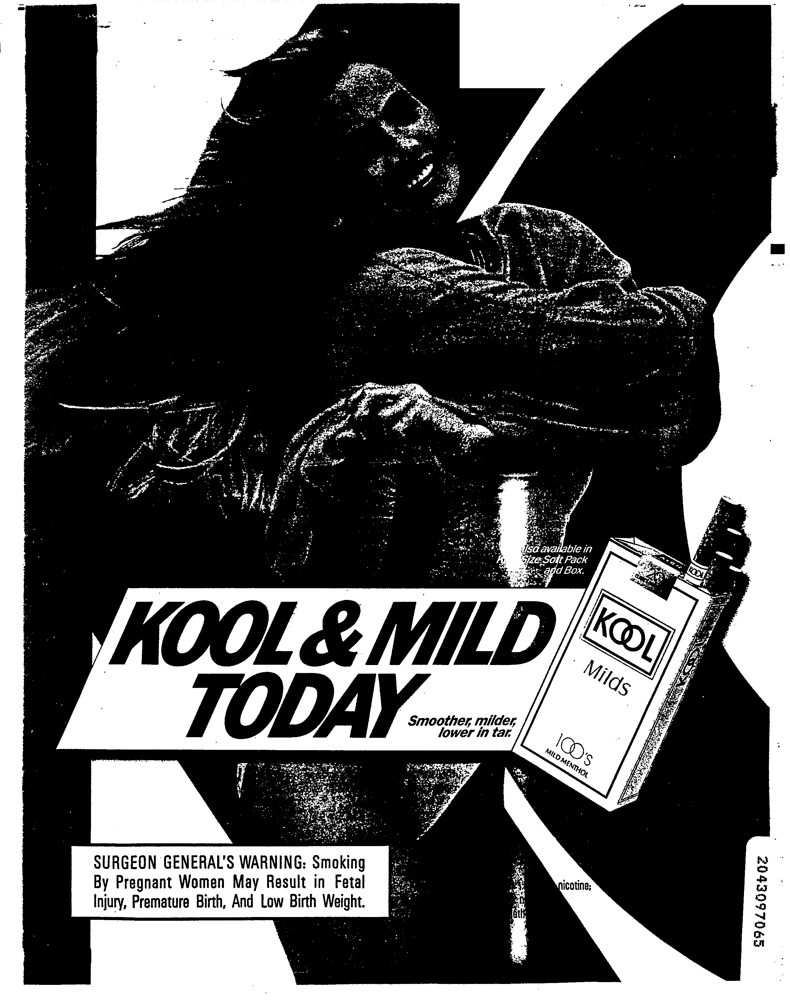 lso available in
Size Soft Pack
and Box.
KOOL & MILD
TODAY
Smoother, milder,
lower in tar.
KOOL
KOOL
Milds
100's
MILD MENTHOL
SURGEON GENERAL'S WARNING: Smoking
By Pregnant Women May Result in Fetal
Injury, Premature Birth, And Low Birth Weight.
nicotine;
2043097065